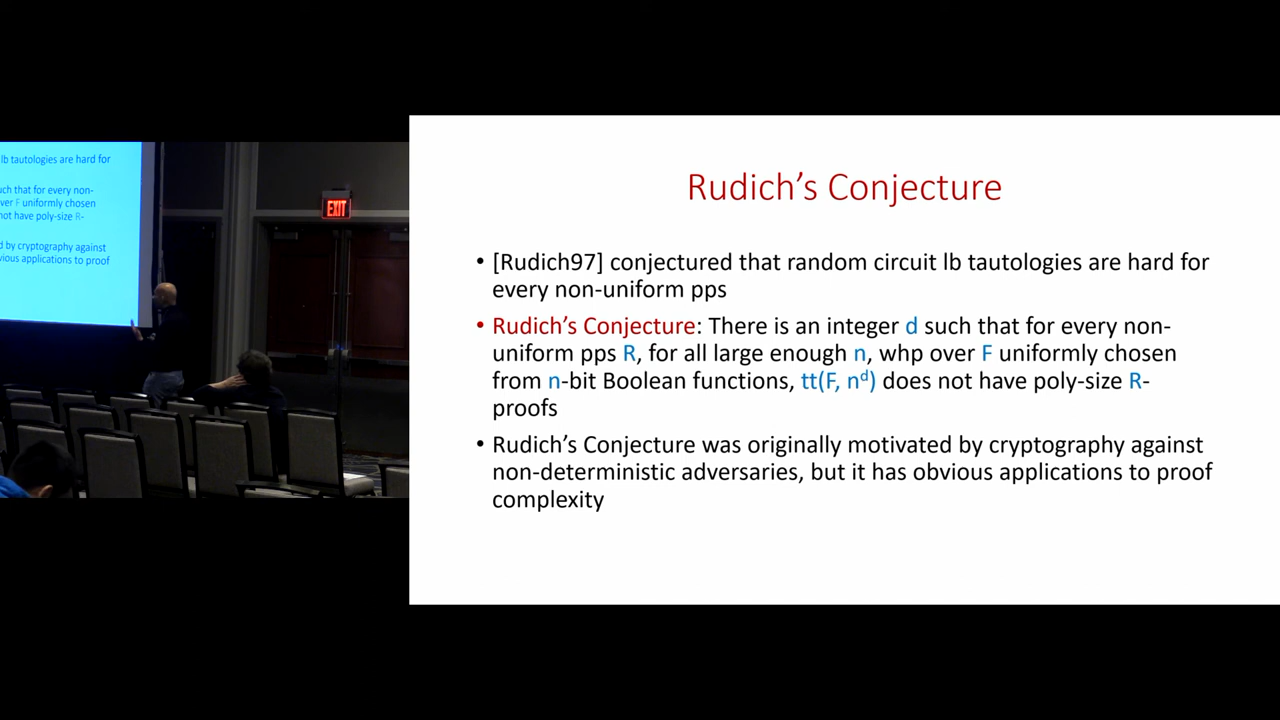 lb tautologies are hard for
uch that for every non-
over F uniformly chosen
not have poly-size R-
d by cryptography against
vious applications to proof
EXIT
Rudich's Conjecture
• [Rudich97] conjectured that random circuit lb tautologies are hard for
every non-uniform pps
• Rudich's Conjecture: There is an integer d such that for every non-
uniform pps R, for all large enough n, whp over F uniformly chosen
from n-bit Boolean functions, tt(F, nᵈ) does not have poly-size R-
proofs
• Rudich's Conjecture was originally motivated by cryptography against
non-deterministic adversaries, but it has obvious applications to proof
complexity